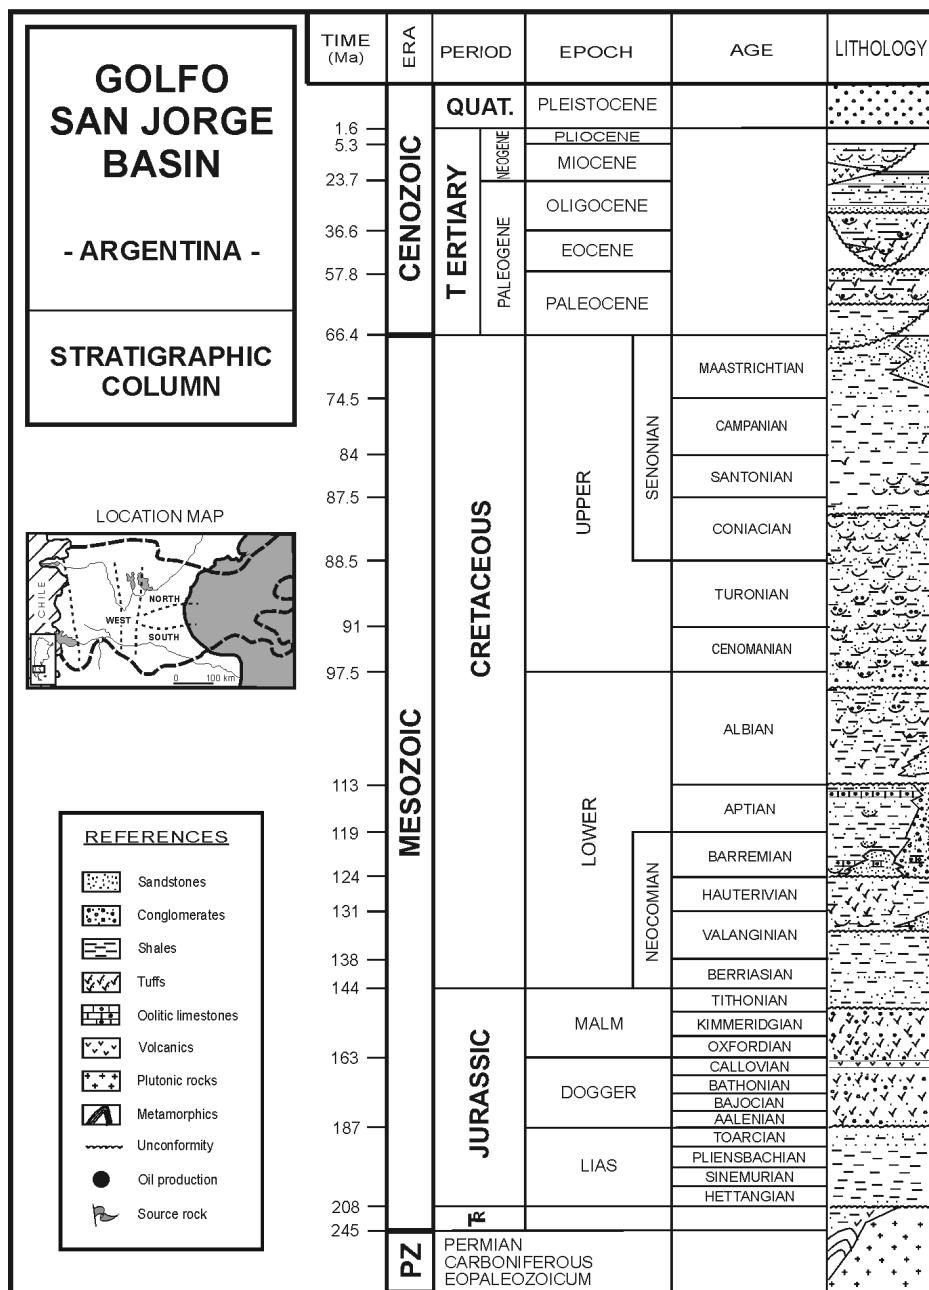 GOLFO
SAN JORGE
BASIN
- ARGENTINA -
STRATIGRAPHIC
COLUMN
LOCATION MAP
CHILE
NORTH
WEST
SOUTH
0 100 km
REFERENCES
Sandstones
Conglomerates
Shales
Tuffs
Oolitic limestones
Volcanics
Plutonic rocks
Metamorphics
Unconformity
Oil production
Source rock
TIME
(Ma)
ERA
PERIOD
EPOCH
AGE
LITHOLOGY
1.6
5.3
23.7
36.6
57.8
66.4
74.5
84
87.5
88.5
91
97.5
113
119
124
131
138
144
163
187
208
245
CENOZOIC
MESOZOIC
PZ
QUAT.
TERTIARY
NEOGENE
PALEOGENE
CRETACEOUS
JURASSIC
TR
PLEISTOCENE
PLIOCENE
MIOCENE
OLIGOCENE
EOCENE
PALEOCENE
UPPER
SENONIAN
LOWER
NEOCOMIAN
MALM
DOGGER
LIAS
PERMIAN
CARBONIFEROUS
EOPALEOZOICUM
MAASTRICHTIAN
CAMPANIAN
SANTONIAN
CONIACIAN
TURONIAN
CENOMANIAN
ALBIAN
APTIAN
BARREMIAN
HAUTERIVIAN
VALANGINIAN
BERRIASIAN
TITHONIAN
KIMMERIDGIAN
OXFORDIAN
CALLOVIAN
BATHONIAN
BAJOCIAN
AALENIAN
TOARCIAN
PLIENSBACHIAN
SINEMURIAN
HETTANGIAN